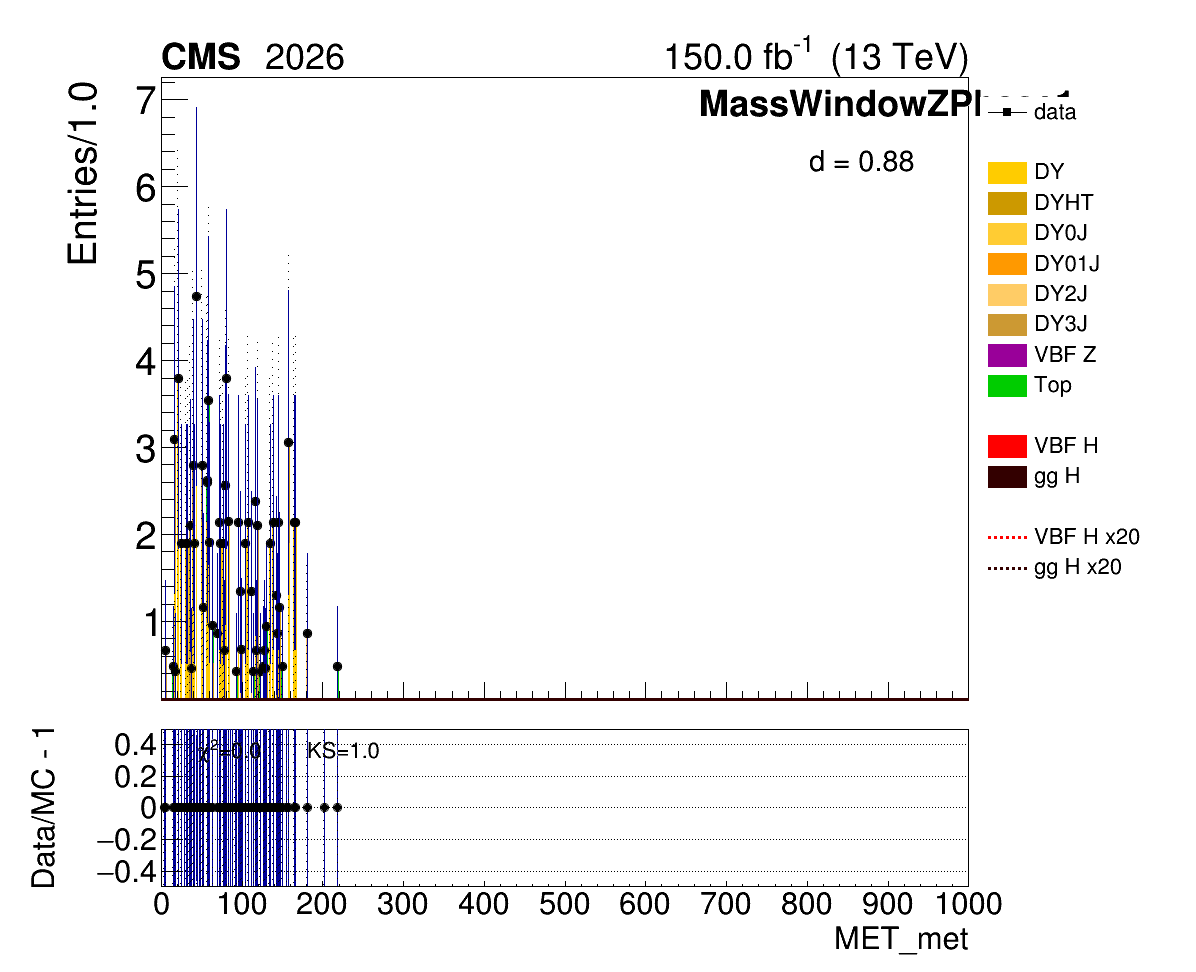 CMS 2026 150.0 fb⁻¹ (13 TeV)
Entries/1.0
7
6
5
4
3
2
1
d = 0.88
data
DY
DYHT
DY0J
DY01J
DY2J
DY3J
VBF Z
Top
VBF H
gg H
VBF H x20
gg H x20
Data/MC - 1
χ²=0.0 KS=1.0
0.4
0.2
0
−0.2
−0.4
0 100 200 300 400 500 600 700 800 900 1000
MET_met